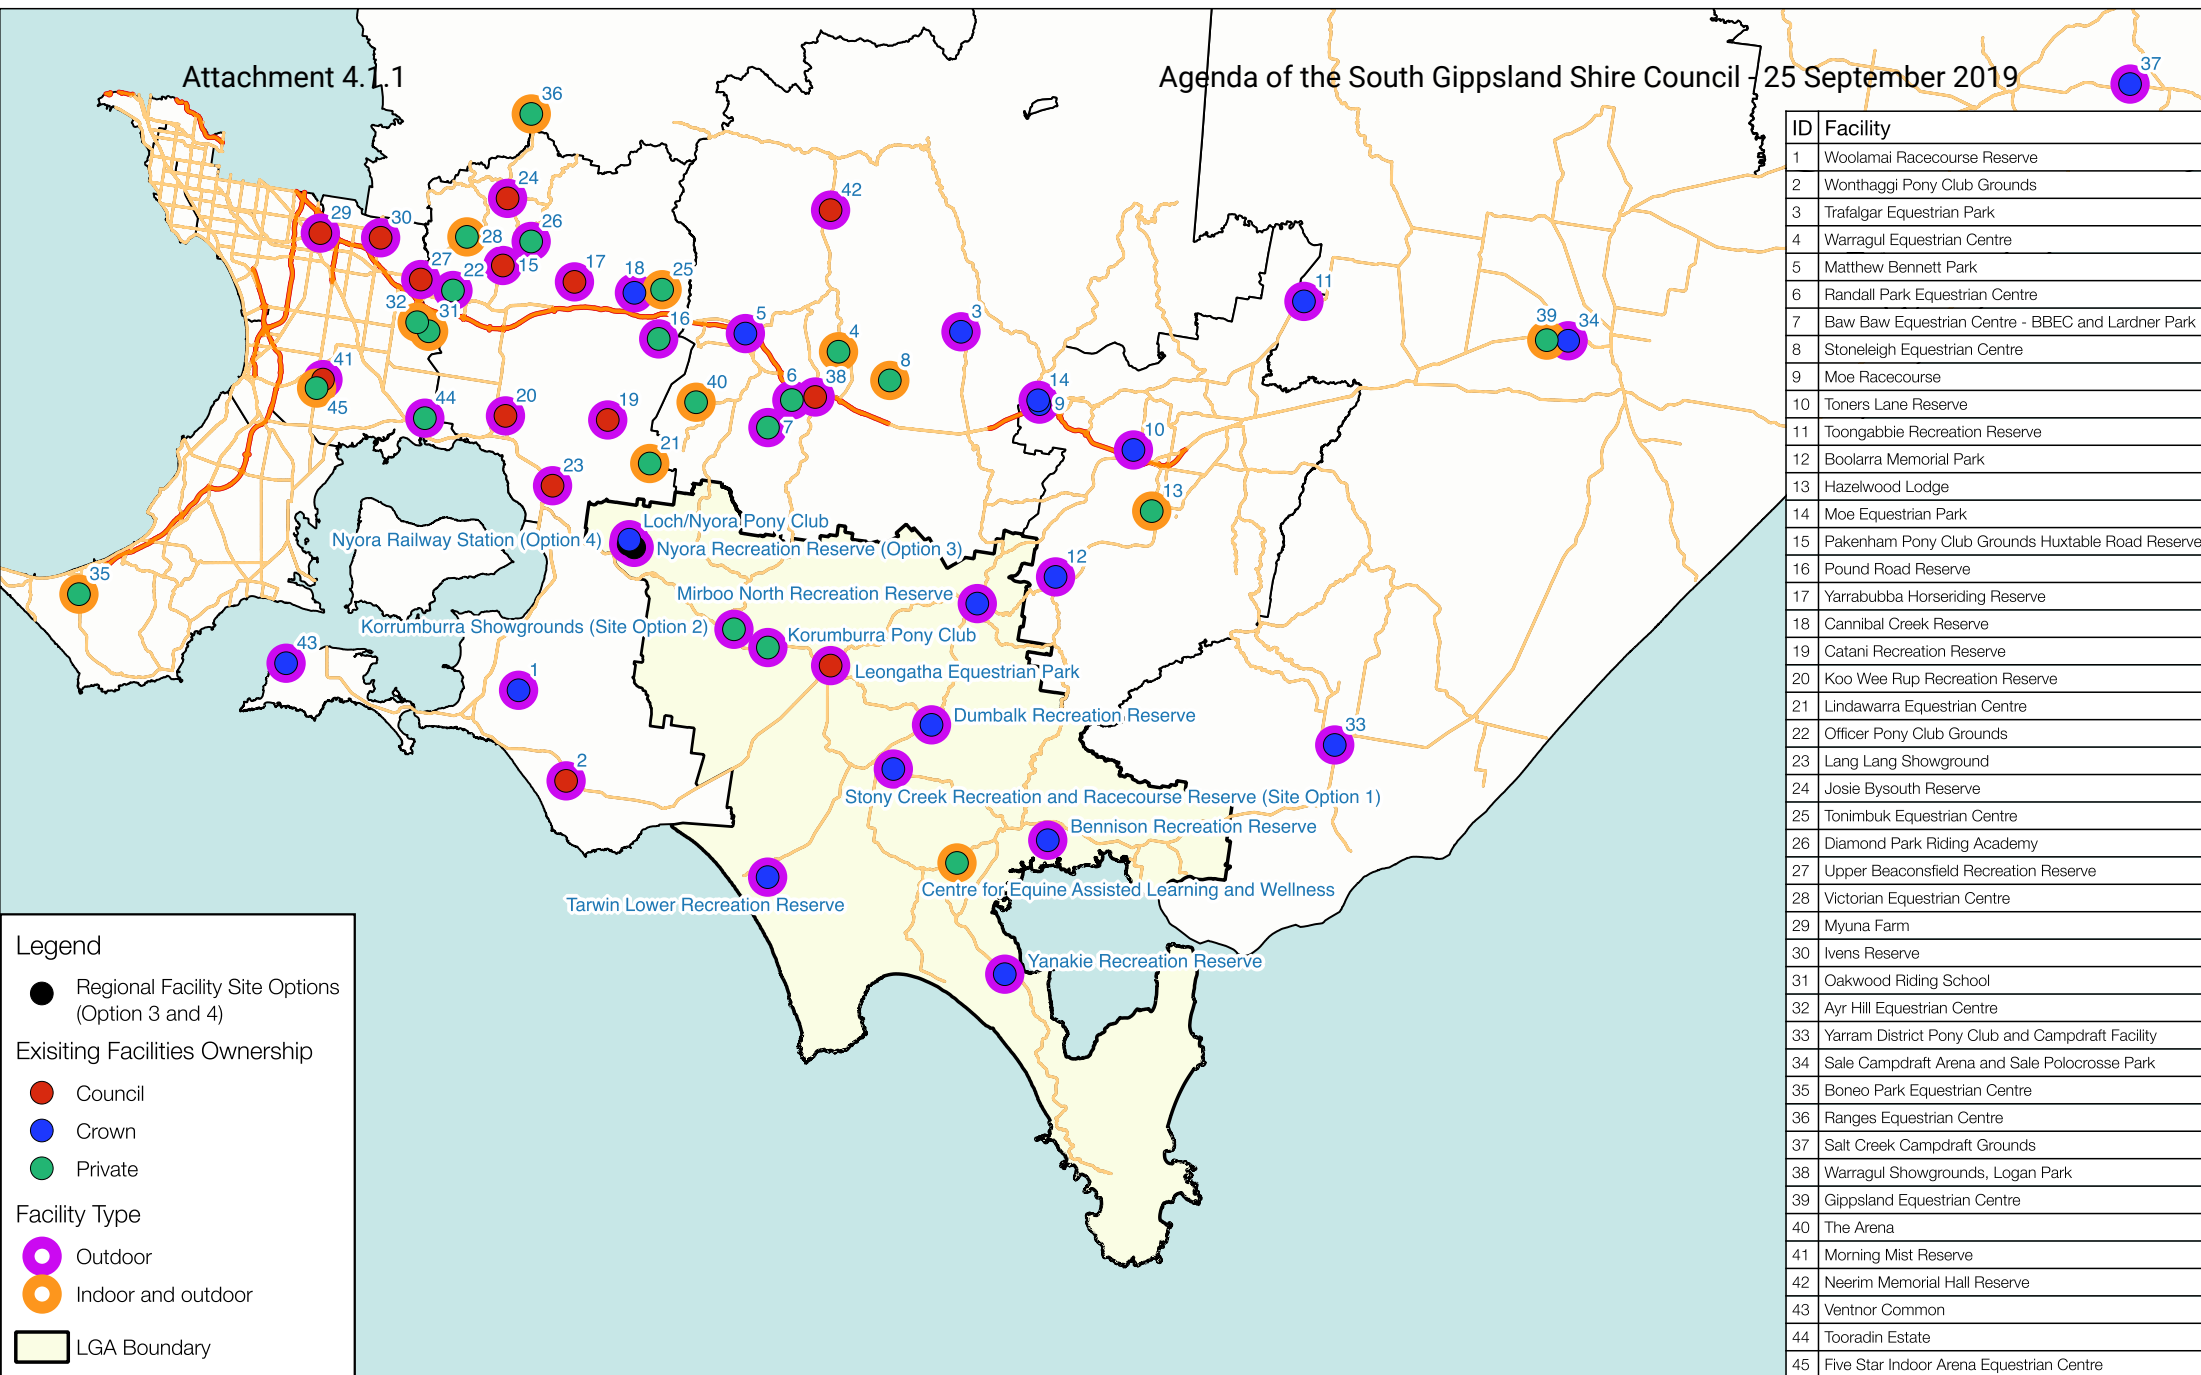 Attachment 4.1.1
Agenda of the South Gippsland Shire Council - 25 September 2019
37
36
24
42
29
30
26
28
15
27
22
17
18
25
11
32
31
16
5
3
4
39
34
8
41
45
40
6
38
14
9
44
20
19
7
10
21
23
13
Loch/Nyora Pony Club
Nyora Railway Station (Option 4)
Nyora Recreation Reserve (Option 3)
12
35
Mirboo North Recreation Reserve
Korrumburra Showgrounds (Site Option 2)
Korumburra Pony Club
43
1
Leongatha Equestrian Park
Dumbalk Recreation Reserve
33
2
Stony Creek Recreation and Racecourse Reserve (Site Option 1)
Bennison Recreation Reserve
Centre for Equine Assisted Learning and Wellness
Tarwin Lower Recreation Reserve
Yanakie Recreation Reserve
Legend
Regional Facility Site Options
(Option 3 and 4)
Exisiting Facilities Ownership
Council
Crown
Private
Facility Type
Outdoor
Indoor and outdoor
LGA Boundary
ID Facility
1 Woolamai Racecourse Reserve
2 Wonthaggi Pony Club Grounds
3 Trafalgar Equestrian Park
4 Warragul Equestrian Centre
5 Matthew Bennett Park
6 Randall Park Equestrian Centre
7 Baw Baw Equestrian Centre - BBEC and Lardner Park
8 Stoneleigh Equestrian Centre
9 Moe Racecourse
10 Toners Lane Reserve
11 Toongabbie Recreation Reserve
12 Boolarra Memorial Park
13 Hazelwood Lodge
14 Moe Equestrian Park
15 Pakenham Pony Club Grounds Huxtable Road Reserve
16 Pound Road Reserve
17 Yarrabubba Horseriding Reserve
18 Cannibal Creek Reserve
19 Catani Recreation Reserve
20 Koo Wee Rup Recreation Reserve
21 Lindawarra Equestrian Centre
22 Officer Pony Club Grounds
23 Lang Lang Showground
24 Josie Bysouth Reserve
25 Tonimbuk Equestrian Centre
26 Diamond Park Riding Academy
27 Upper Beaconsfield Recreation Reserve
28 Victorian Equestrian Centre
29 Myuna Farm
30 Ivens Reserve
31 Oakwood Riding School
32 Ayr Hill Equestrian Centre
33 Yarram District Pony Club and Campdraft Facility
34 Sale Campdraft Arena and Sale Polocrosse Park
35 Boneo Park Equestrian Centre
36 Ranges Equestrian Centre
37 Salt Creek Campdraft Grounds
38 Warragul Showgrounds, Logan Park
39 Gippsland Equestrian Centre
40 The Arena
41 Morning Mist Reserve
42 Neerim Memorial Hall Reserve
43 Ventnor Common
44 Tooradin Estate
45 Five Star Indoor Arena Equestrian Centre